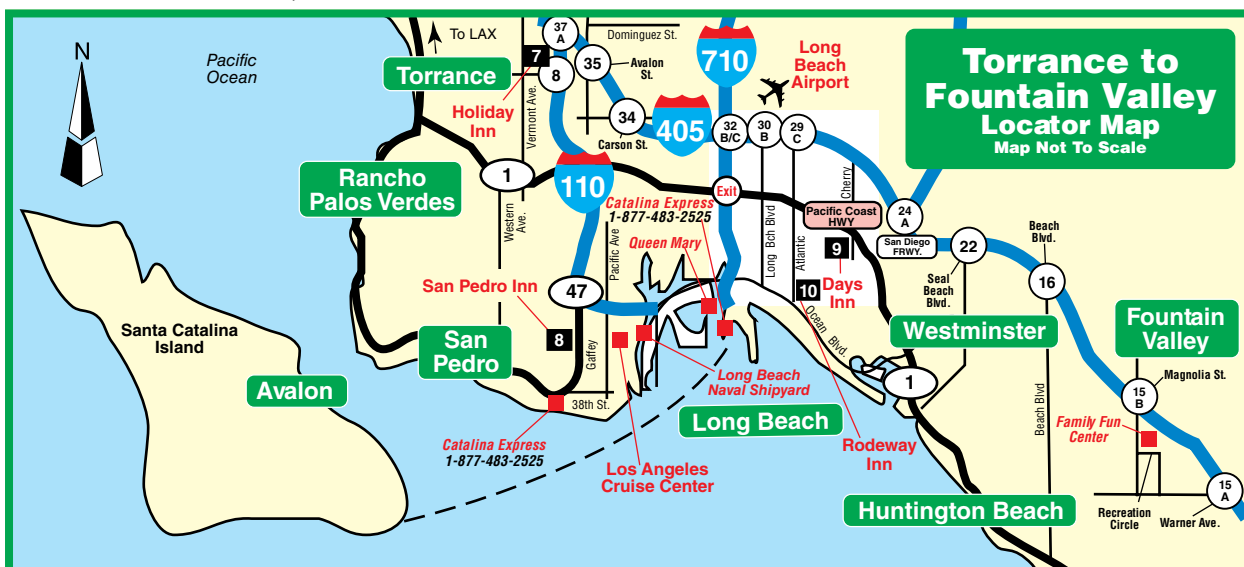 N
Pacific
Ocean
To LAX
Torrance
7
Holiday
Inn
Vermont Ave.
37
A
8
35
Dominguez St.
Avalon
St.
34
Carson St.
405
710
Long
Beach
Airport
32
B/C
30
B
29
C
Torrance to
Fountain Valley
Locator Map
Map Not To Scale
Rancho
Palos Verdes
1
Western
Ave.
110
Pacific Ave
Catalina Express
1-877-483-2525
Exit
Long Bch Blvd
Atlantic
Cherry
Pacific Coast
HWY
24
A
San Diego
FRWY.
22
Seal
Beach
Blvd.
Beach
Blvd.
16
Queen Mary
9
Days
Inn
10
Ocean Blvd.
San Pedro Inn
47
8
Gaffey
San
Pedro
38th St.
Santa Catalina
Island
Avalon
Catalina Express
1-877-483-2525
Los Angeles
Cruise Center
Long Beach
Naval Shipyard
Long Beach
Rodeway
Inn
Westminster
1
Beach Blvd
Huntington Beach
Fountain
Valley
Magnolia St.
15
B
Family Fun
Center
Recreation
Circle
Warner Ave.
15
A